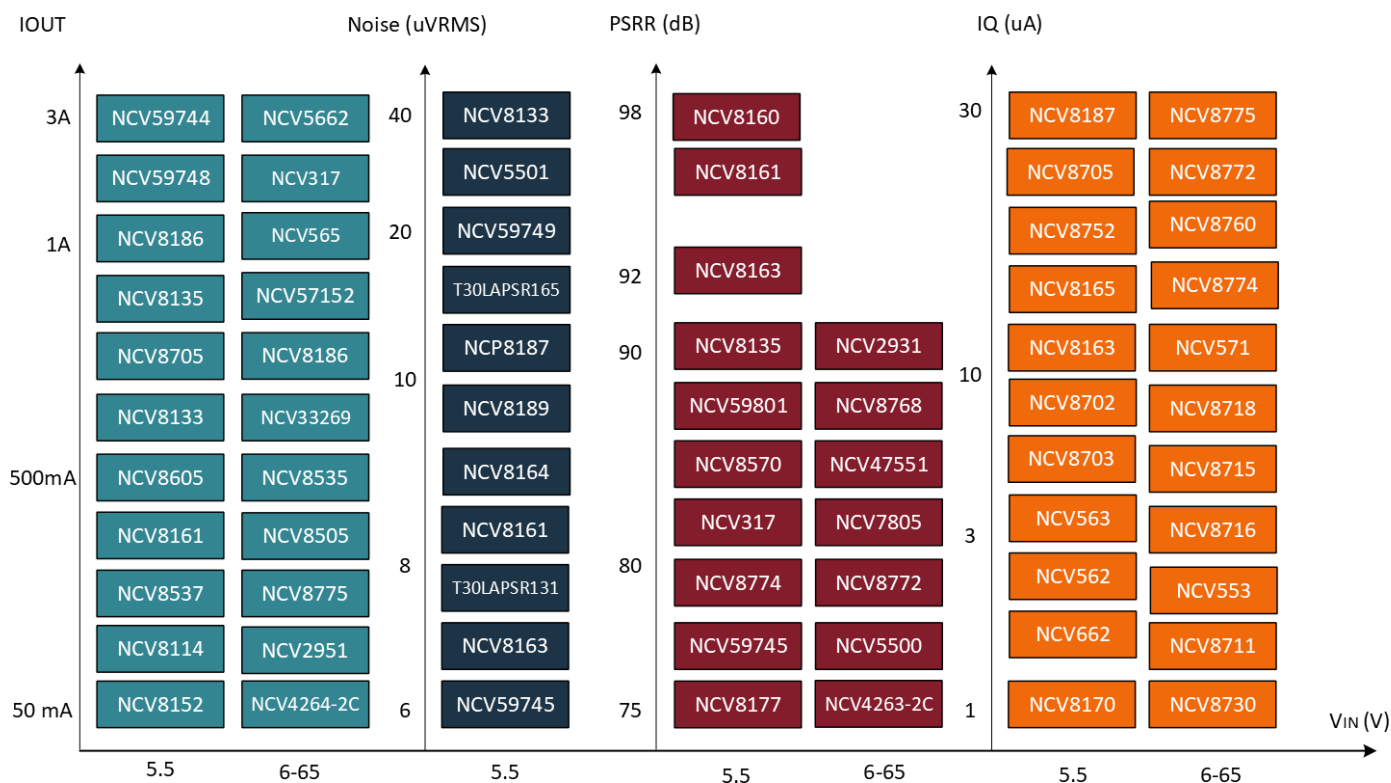 IOUT Noise (uVRMS) PSRR (dB) IQ (uA)
3A NCV59744 NCV5662 40 NCV8133 98 NCV8160 30 NCV8187 NCV8775
NCV59748 NCV317 NCV5501 NCV8161 NCV8705 NCV8772
1A NCV8186 NCV565 20 NCV59749 NCV8752 NCV8760
NCV8135 NCV57152 T30LAPSR165 92 NCV8163 NCV8165 NCV8774
NCV8705 NCV8186 10 NCP8187 90 NCV8135 NCV2931 10 NCV8163 NCV571
NCV8133 NCV33269 NCV8189 NCV59801 NCV8768 NCV8702 NCV8718
500mA NCV8605 NCV8535 NCV8164 NCV8570 NCV47551 NCV8703 NCV8715
NCV8161 NCV8505 NCV8161 NCV317 NCV7805 3 NCV563 NCV8716
NCV8537 NCV8775 8 T30LAPSR131 80 NCV8774 NCV8772 NCV562 NCV553
NCV8114 NCV2951 NCV8163 NCV59745 NCV5500 NCV662 NCV8711
50 mA NCV8152 NCV4264-2C 6 NCV59745 75 NCV8177 NCV4263-2C 1 NCV8170 NCV8730
VIN (V)
5.5 6-65 5.5 5.5 6-65 5.5 6-65